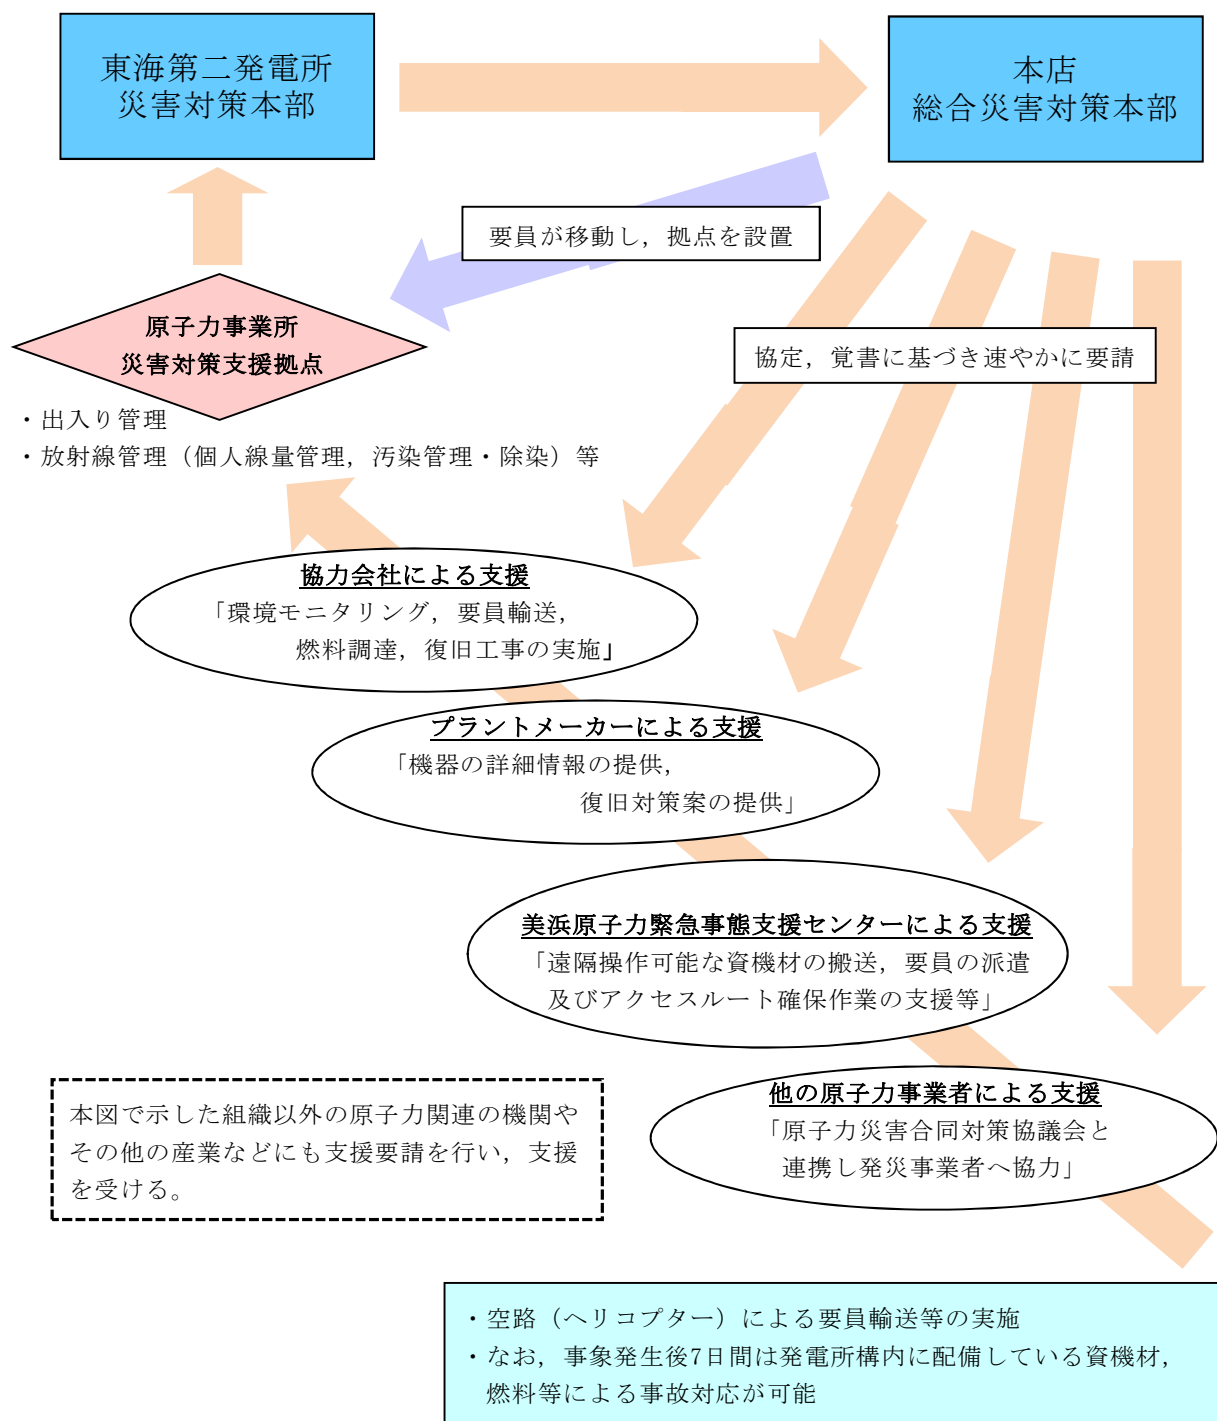 東海第二発電所
災害対策本部
本店
総合災害対策本部
要員が移動し，拠点を設置
原子力事業所
災害対策支援拠点
協定，覚書に基づき速やかに要請
・出入り管理
・放射線管理（個人線量管理，汚染管理・除染）等
協力会社による支援
「環境モニタリング，要員輸送，
燃料調達，復旧工事の実施」
プラントメーカーによる支援
「機器の詳細情報の提供，
復旧対策案の提供」
美浜原子力緊急事態支援センターによる支援
「遠隔操作可能な資機材の搬送，要員の派遣
及びアクセスルート確保作業の支援等」
他の原子力事業者による支援
「原子力災害合同対策協議会と
連携し発災事業者へ協力」
本図で示した組織以外の原子力関連の機関や
その他の産業などにも支援要請を行い，支援
を受ける。
・空路（ヘリコプター）による要員輸送等の実施
・なお，事象発生後7日間は発電所構内に配備している資機材，
燃料等による事故対応が可能